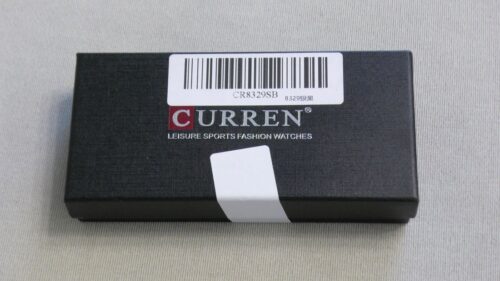 CR8329SB
CURREN®
LEISURE SPORTS FASHION WATCHES